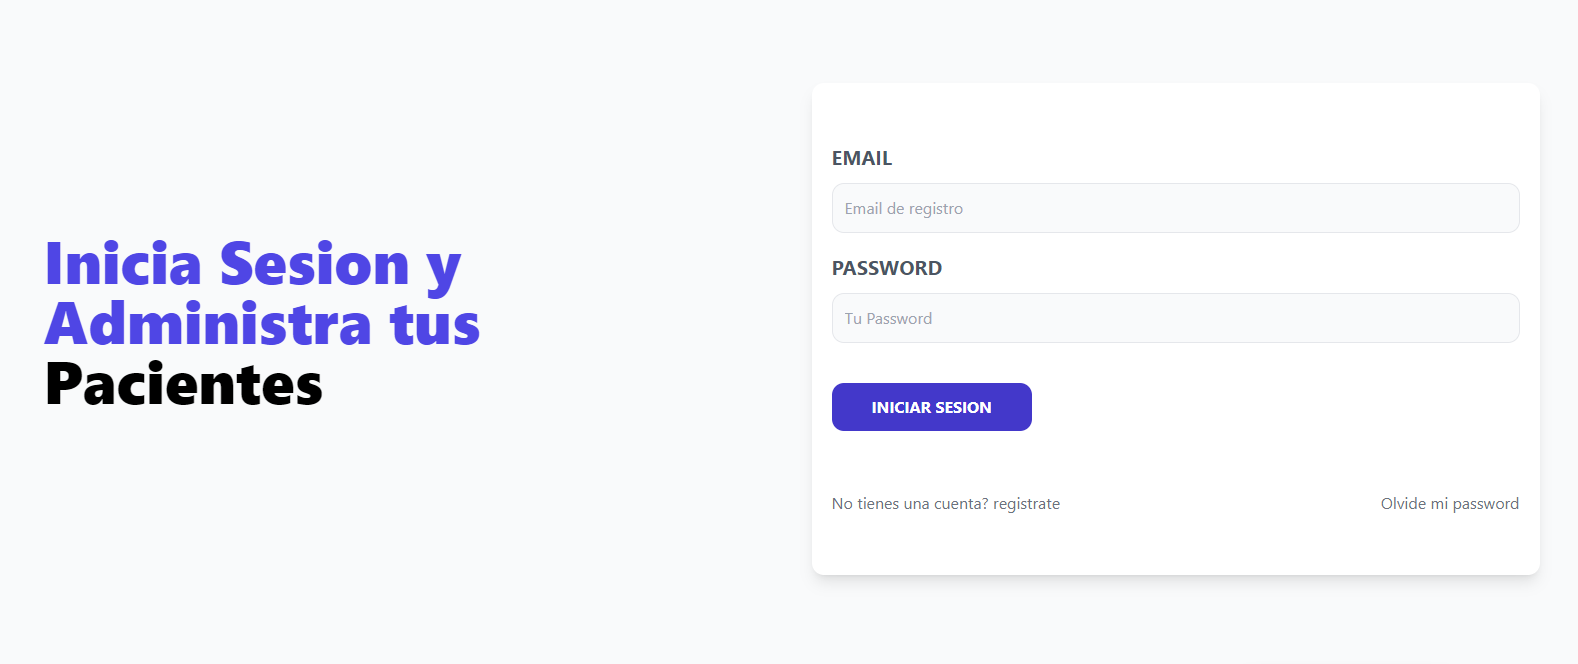 Inicia Sesion y
Administra tus
Pacientes
EMAIL
Email de registro
PASSWORD
Tu Password
INICIAR SESION
No tienes una cuenta? registrate
Olvide mi password